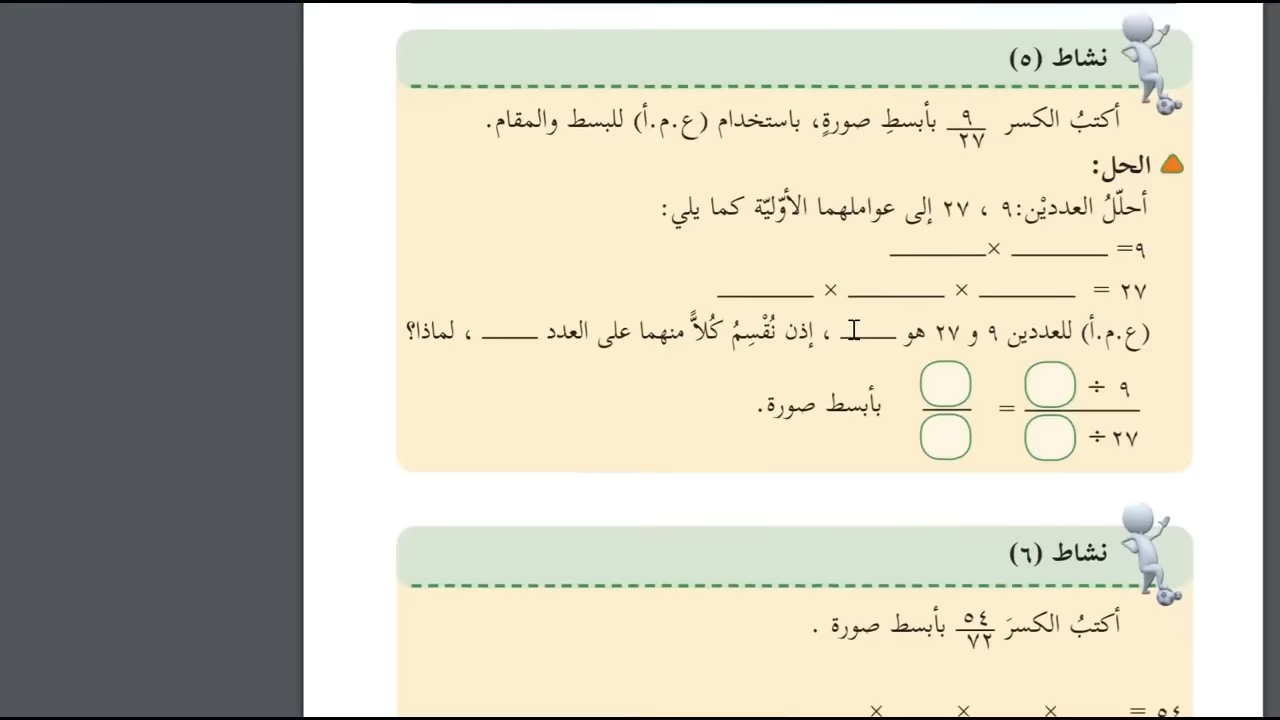 نشاط (٥)
أكتبُ الكسر ٩/٢٧ بأبسطِ صورةٍ، باستخدام (ع.م.أ) للبسط والمقام.
الحل:
أحلّلُ العدديْن: ٩ ، ٢٧ إلى عواملهما الأوّليّة كما يلي:
٩= ______ × ______
٢٧ = ______ × ______ × ______
(ع.م.أ) للعددين ٩ و ٢٧ هو ____ ، إذن نُقْسِمُ كُلاًّ منهما على العدد ____ ، لماذا؟
٩ ÷
= بأبسط صورة.
٢٧ ÷
نشاط (٦)
أكتبُ الكسرَ ٥٤/٧٢ بأبسط صورة .
٥٤ = × × ×